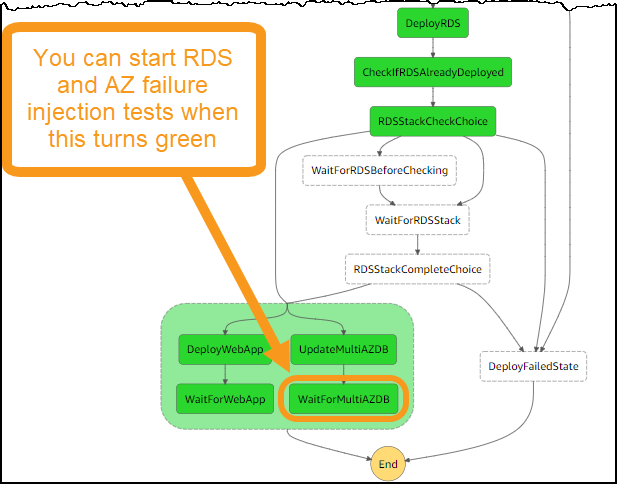 DeployRDS
You can start RDS
and AZ failure
injection tests when
this turns green
CheckIfRDSAlreadyDeployed
RDSStackCheckChoice
WaitForRDSBeforeChecking
WaitForRDSStack
RDSStackCompleteChoice
DeployWebApp
UpdateMultiAZDB
DeployFailedState
WaitForWebApp
WaitForMultiAZDB
End